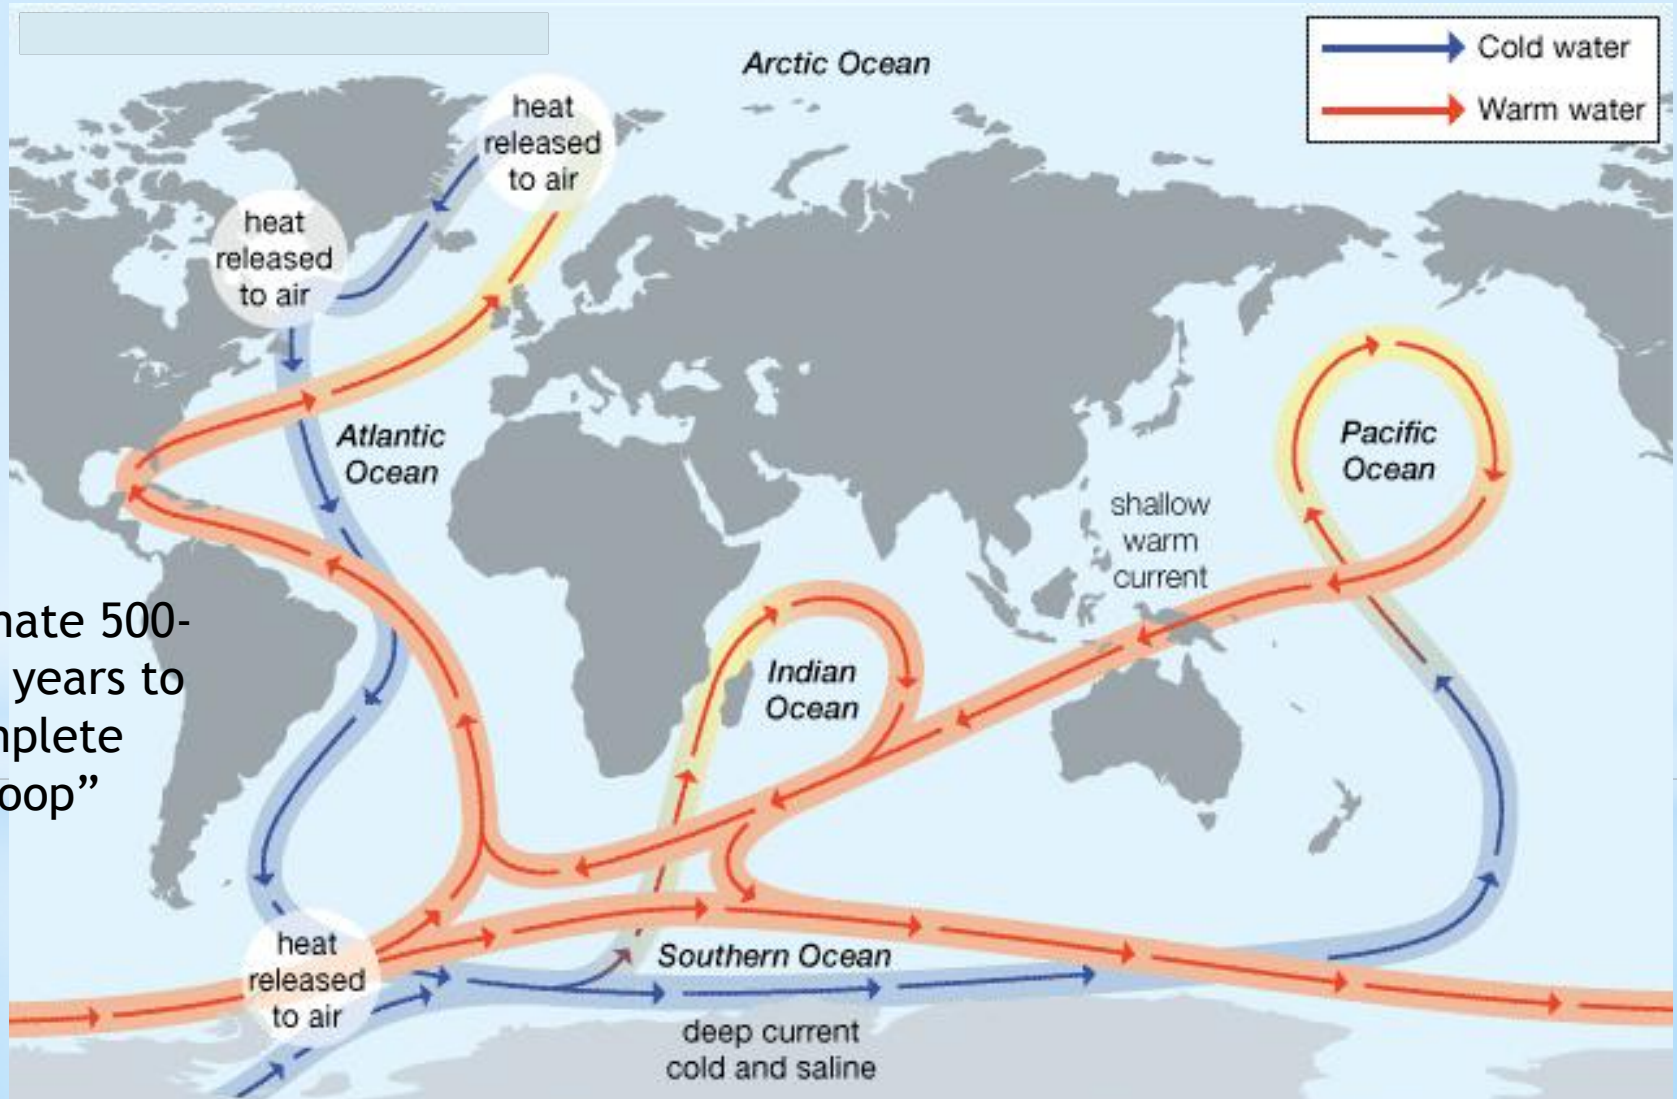 Arctic Ocean
Cold water
Warm water
heat
released
to air
heat
released
to air
Atlantic
Ocean
Pacific
Ocean
shallow
warm
current
500-
years to
Indian
Ocean
heat
released
to air
Southern Ocean
deep current
cold and saline